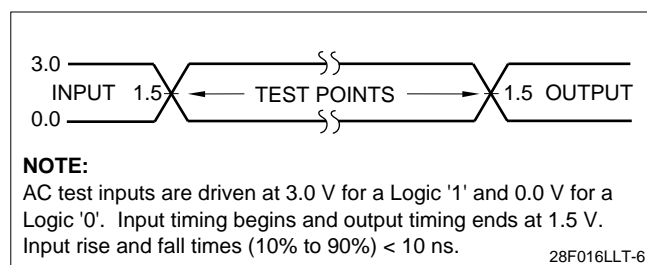 3.0
INPUT 1.5 TEST POINTS 1.5 OUTPUT
0.0
NOTE:
AC test inputs are driven at 3.0 V for a Logic '1' and 0.0 V for a
Logic '0'. Input timing begins and output timing ends at 1.5 V.
Input rise and fall times (10% to 90%) < 10 ns.
28F016LLT-6